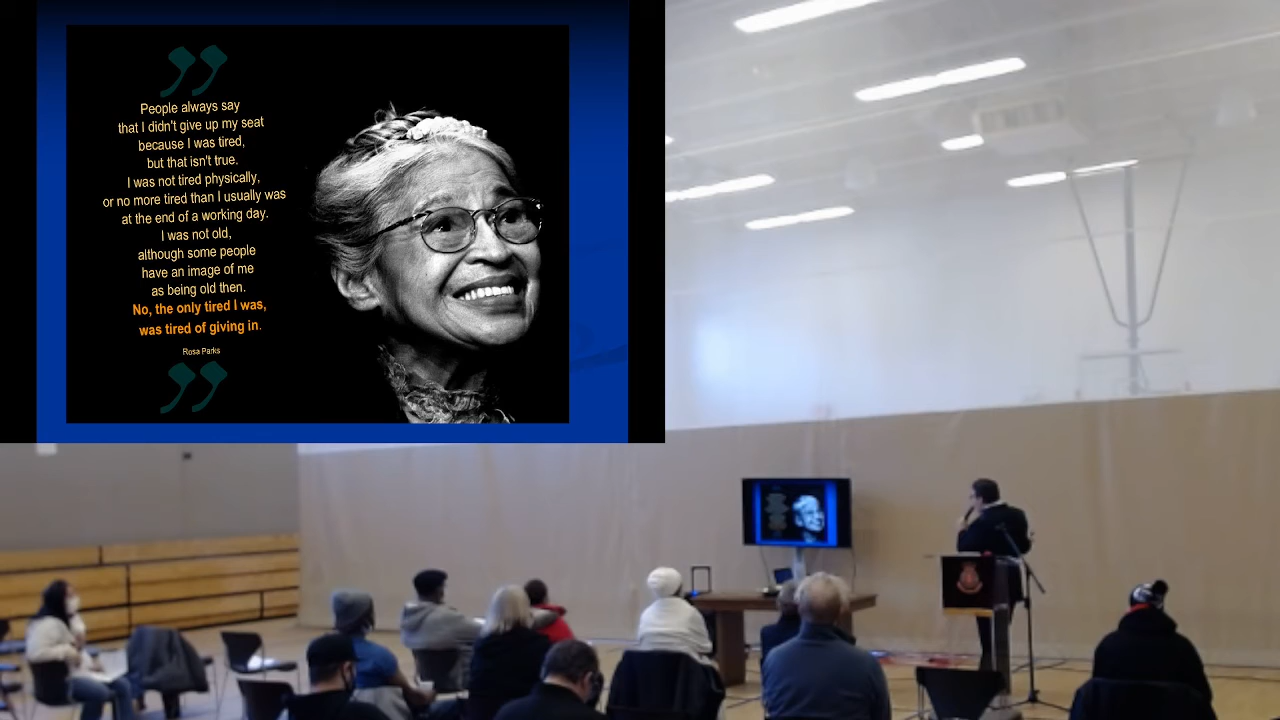 People always say
that I didn't give up my seat
because I was tired,
but that isn't true.
I was not tired physically,
or no more tired than I usually was
at the end of a working day.
I was not old,
although some people
have an image of me
as being old then.
No, the only tired I was,
was tired of giving in.
Rosa Parks